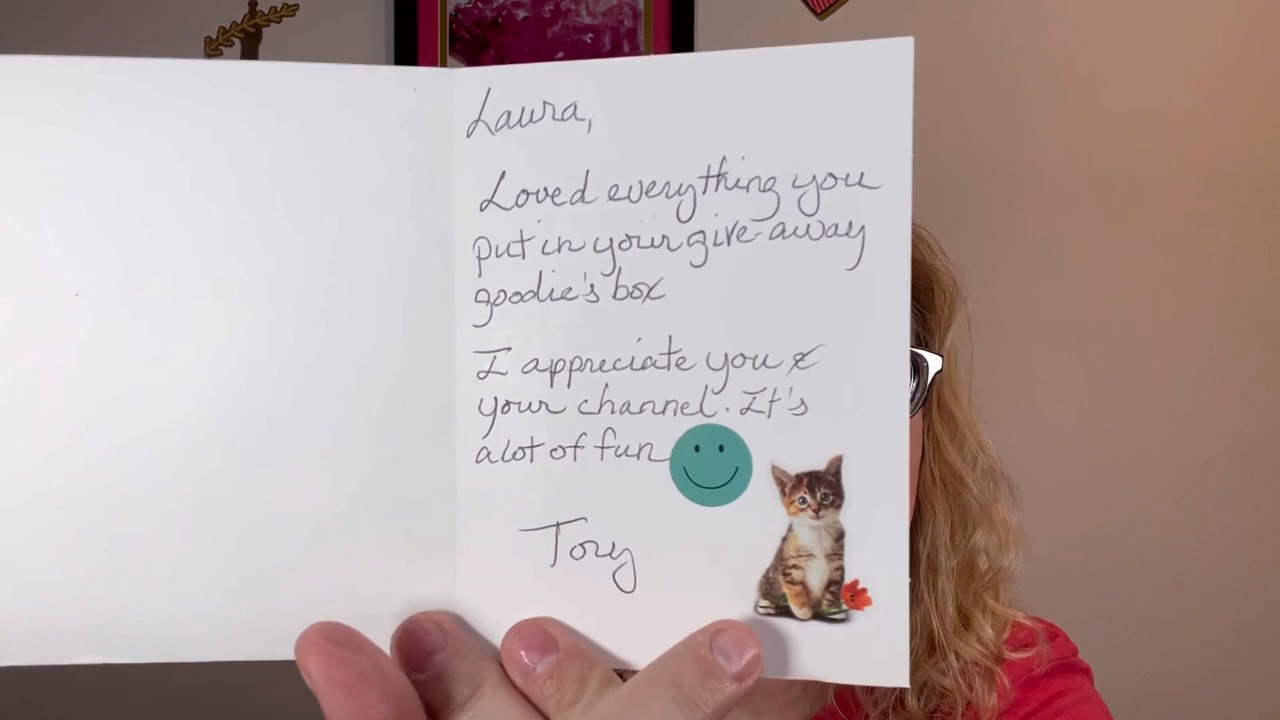 Laura,
Loved everything you
put in your give-away
goodie's box
I appreciate you &
your channel. It's
a lot of fun
Tory